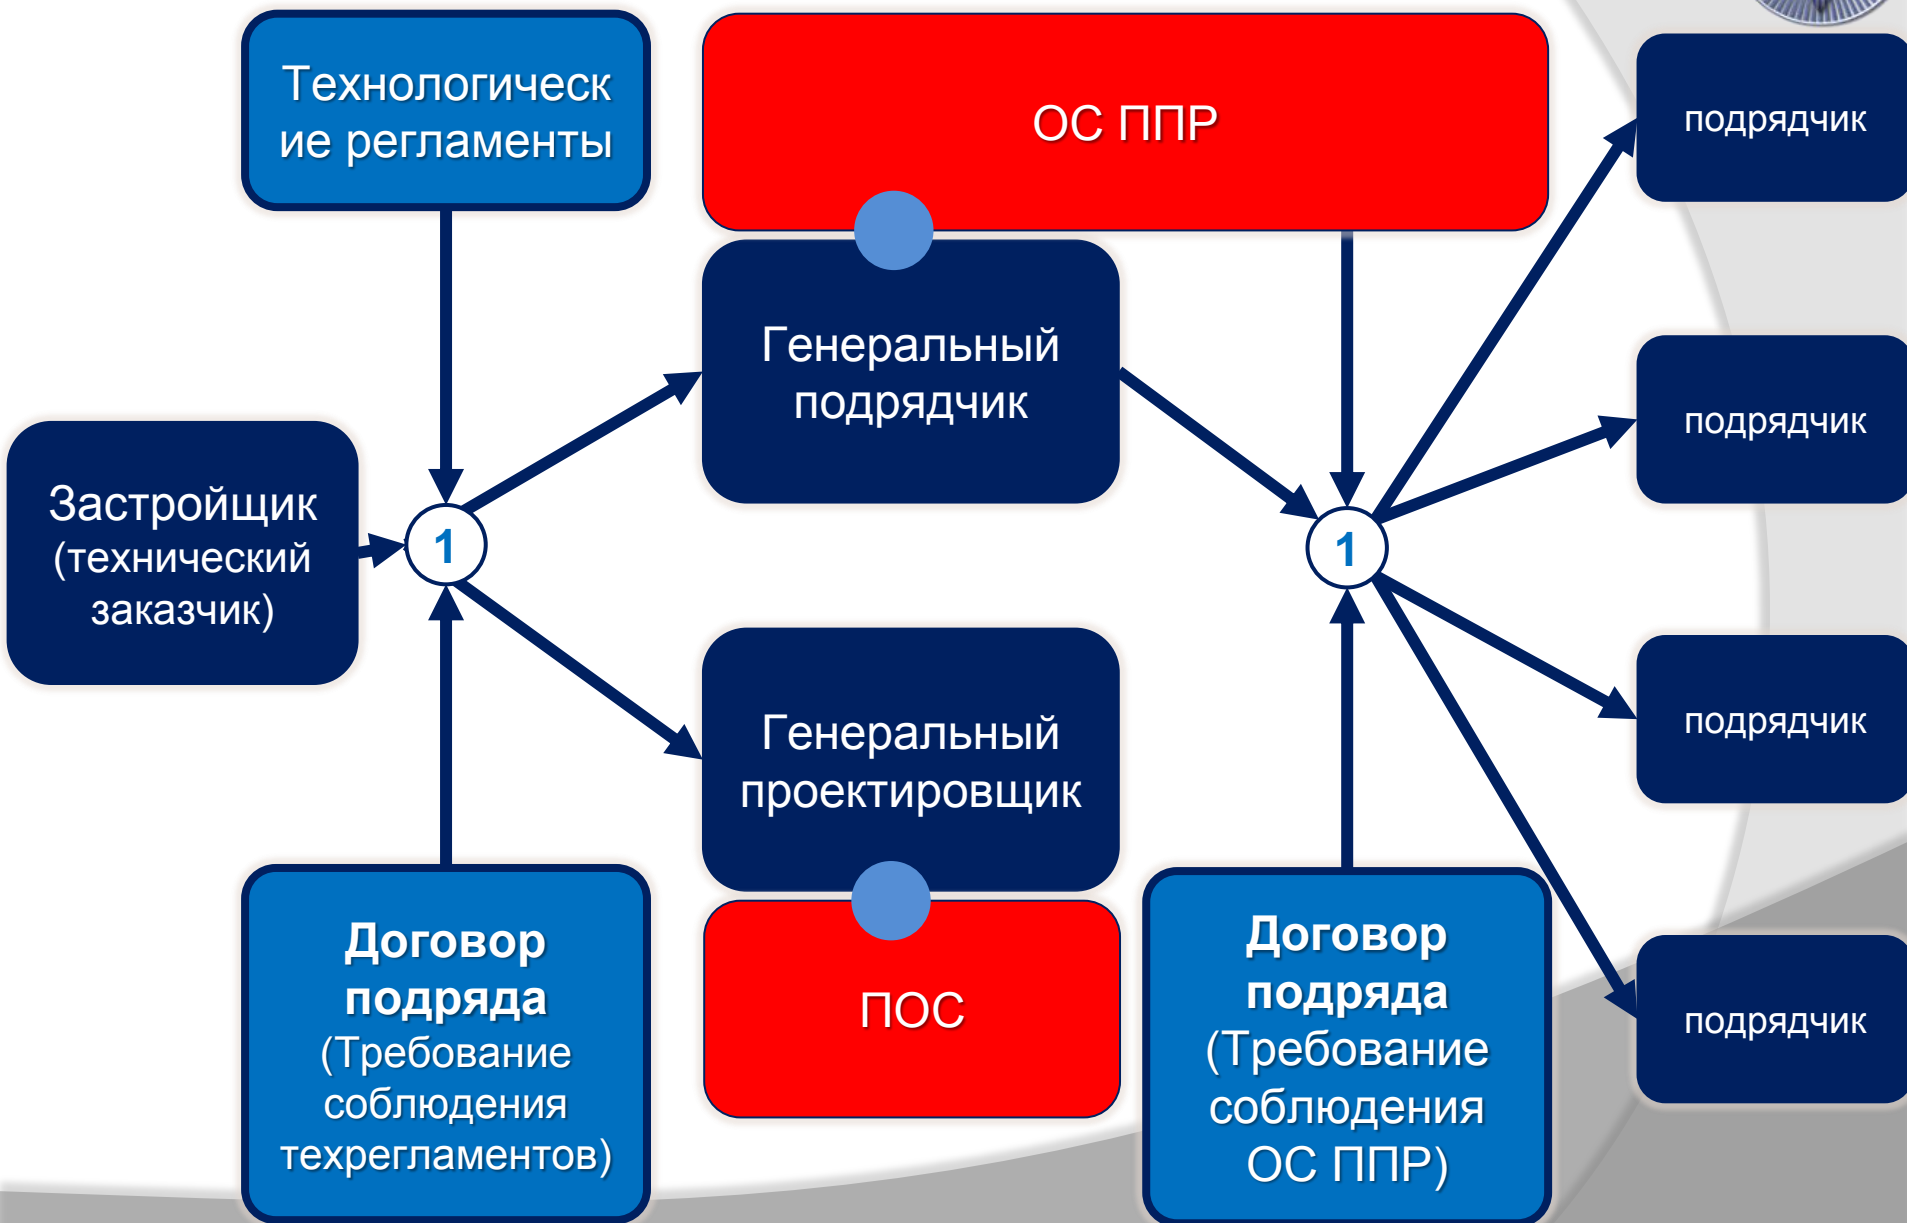 Технологическ
ие регламенты
ОС ППР
подрядчик
Генеральный
подрядчик
подрядчик
Застройщик
(технический
заказчик)
1
1
Генеральный
проектировщик
подрядчик
Договор
подряда
(Требование
соблюдения
техрегламентов)
ПОС
Договор
подряда
(Требование
соблюдения
ОС ППР)
подрядчик